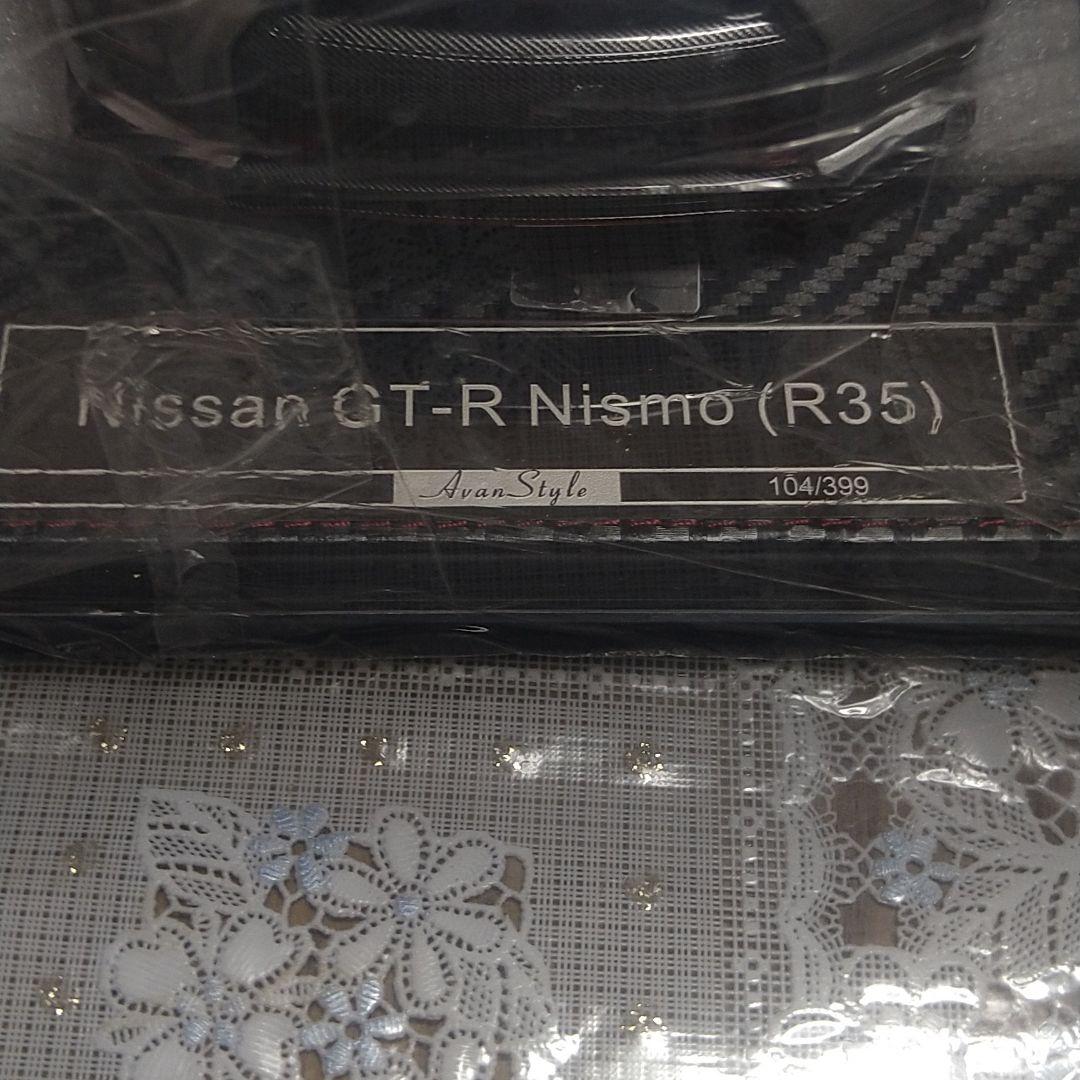 Nissan GT-R Nismo (R35)
AvanStyle
104/399